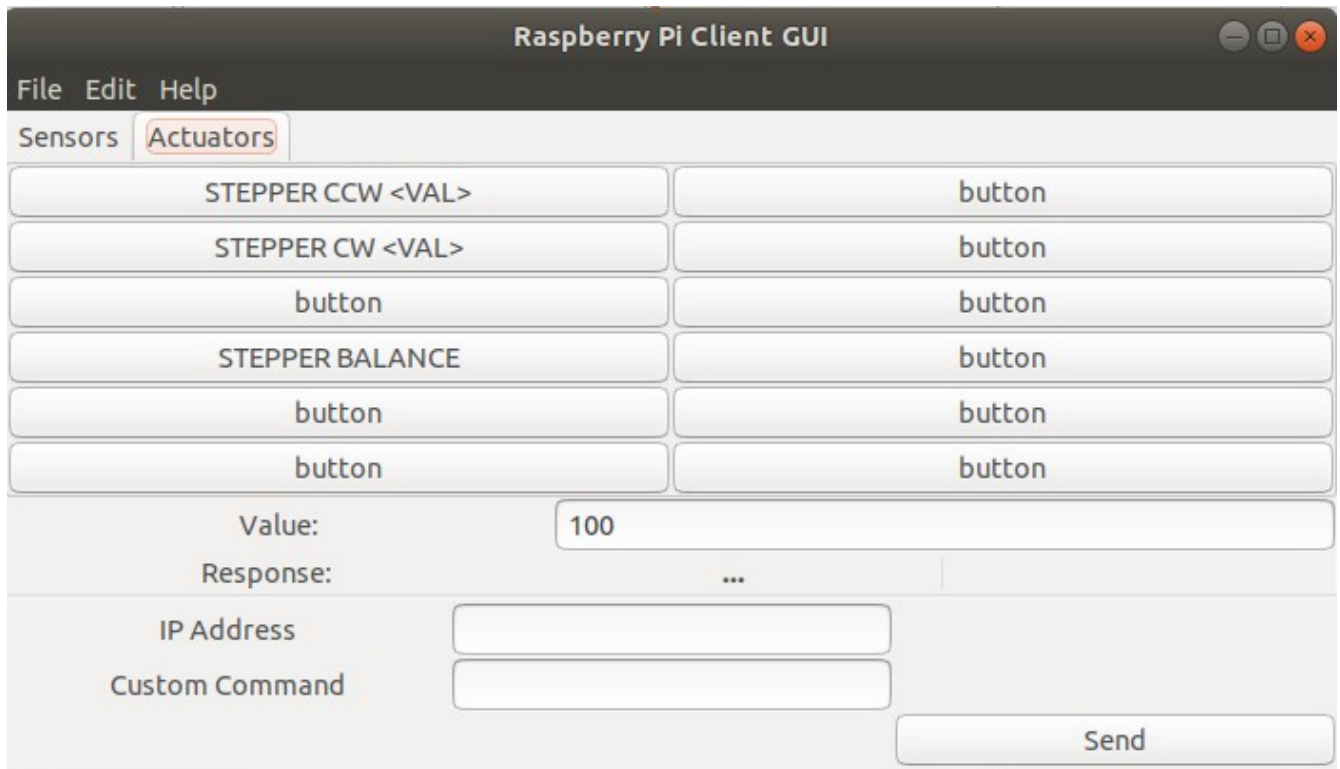 Raspberry Pi Client GUI
File Edit Help
Sensors Actuators
STEPPER CCW <VAL> button
STEPPER CW <VAL> button
button button
STEPPER BALANCE button
button button
button button
Value: 100
Response: ...
IP Address
Custom Command
Send